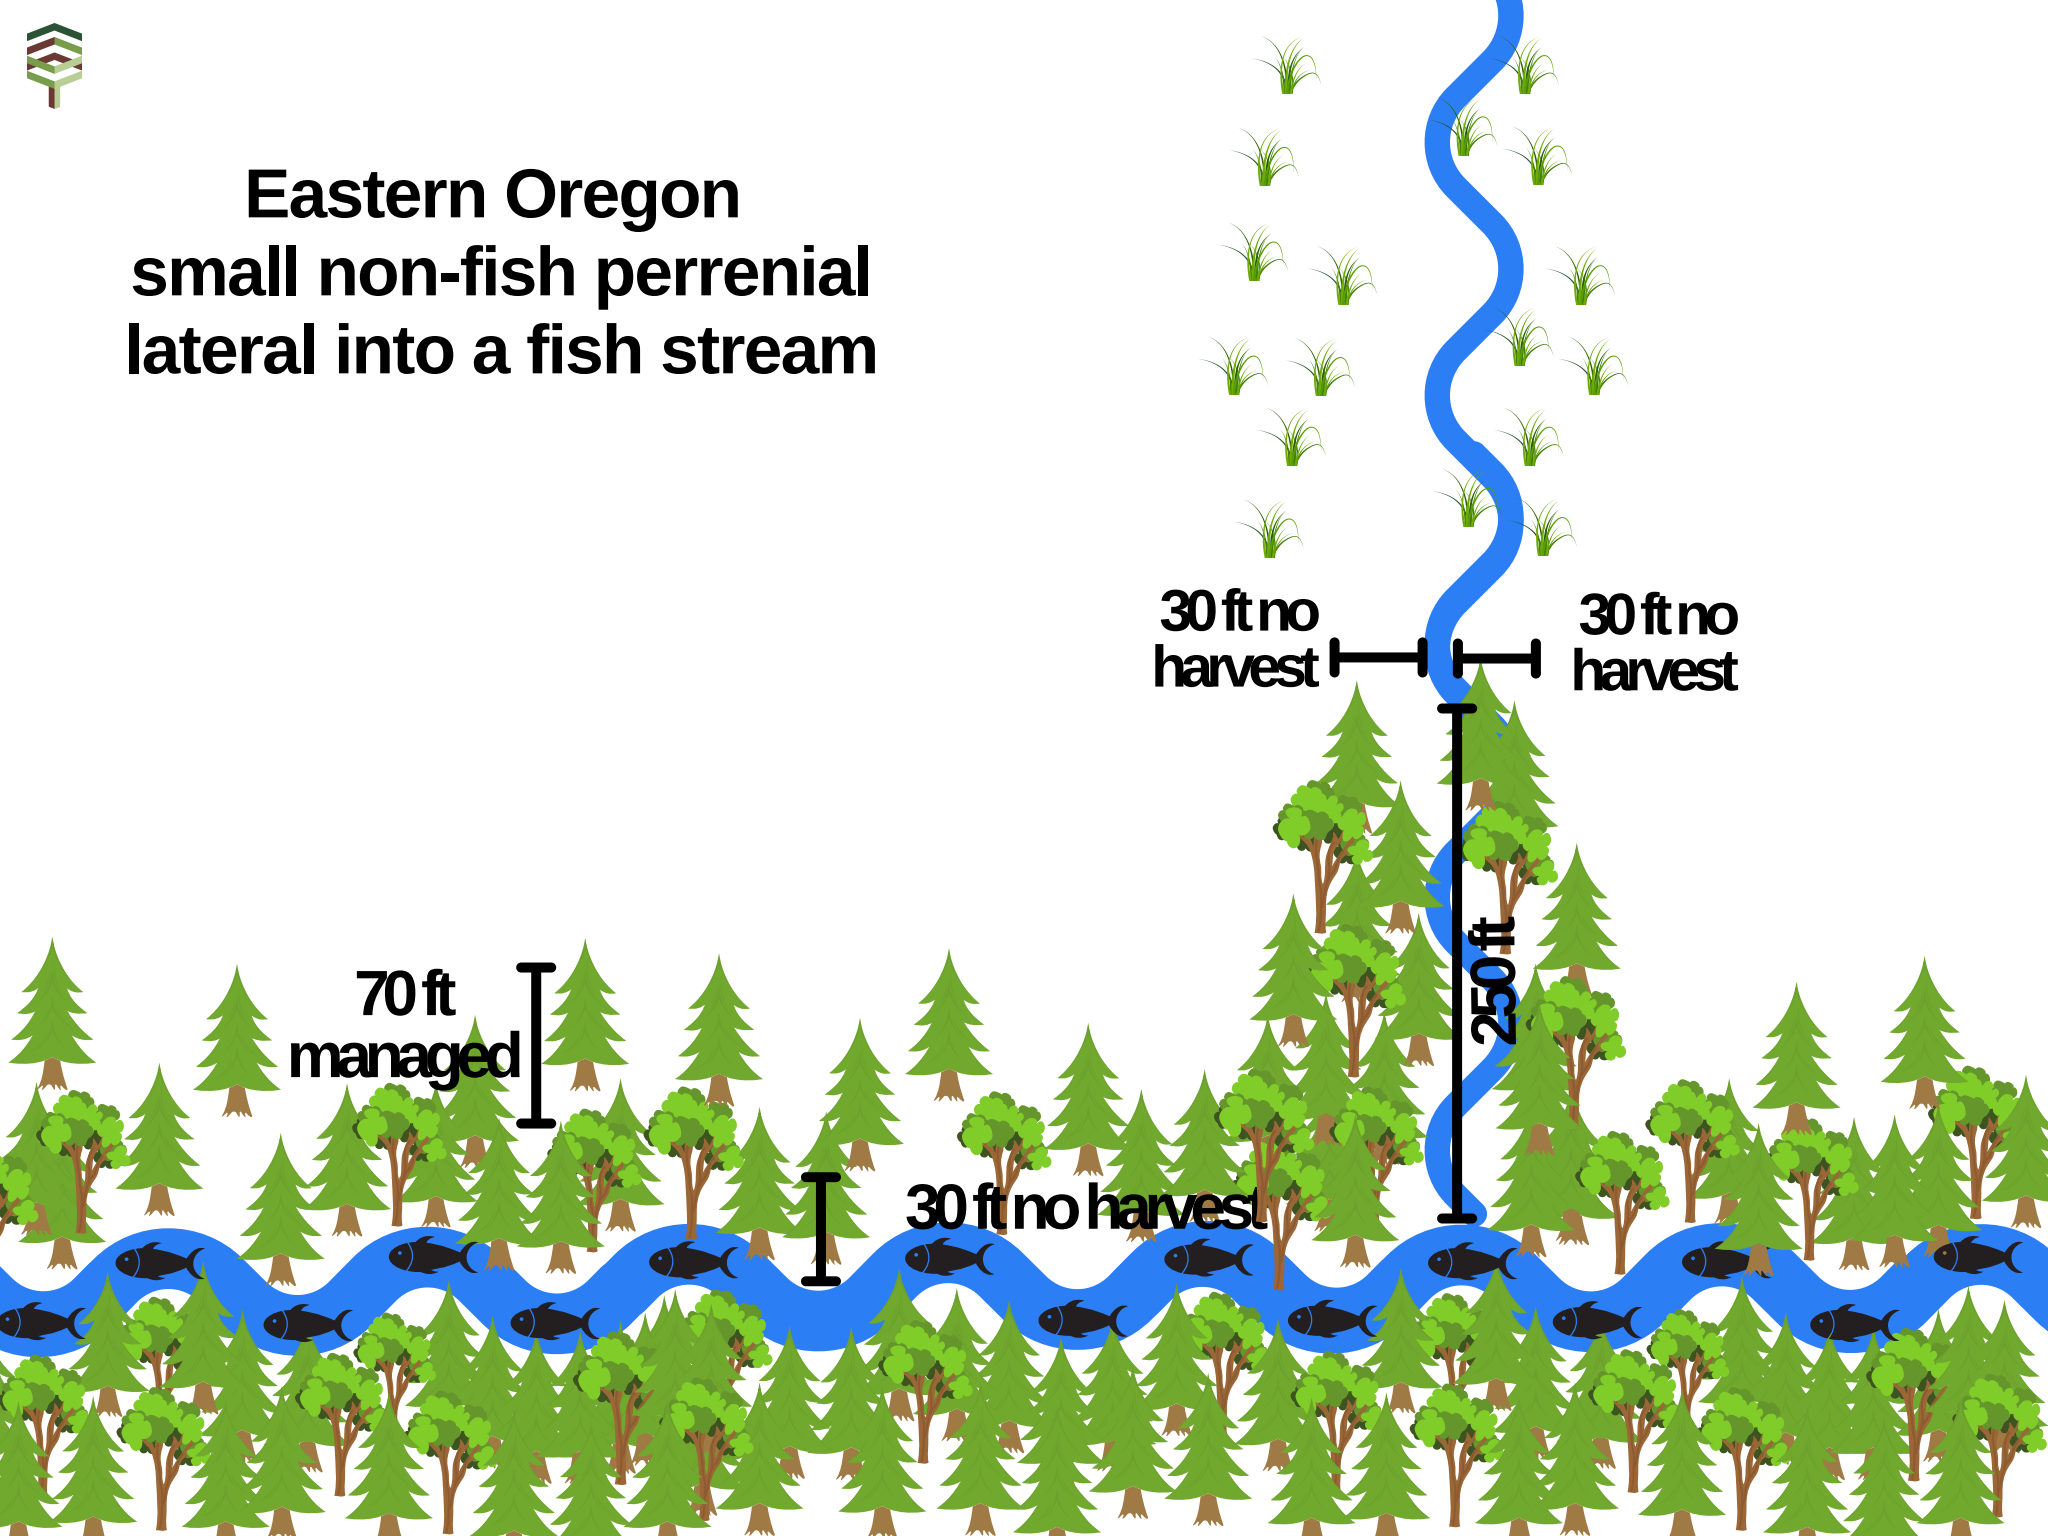 Eastern Oregon
small non-fish perrenial
lateral into a fish stream
30 ft no
harvest
30 ft no
harvest
250 ft
70 ft
managed
30 ft no harvest